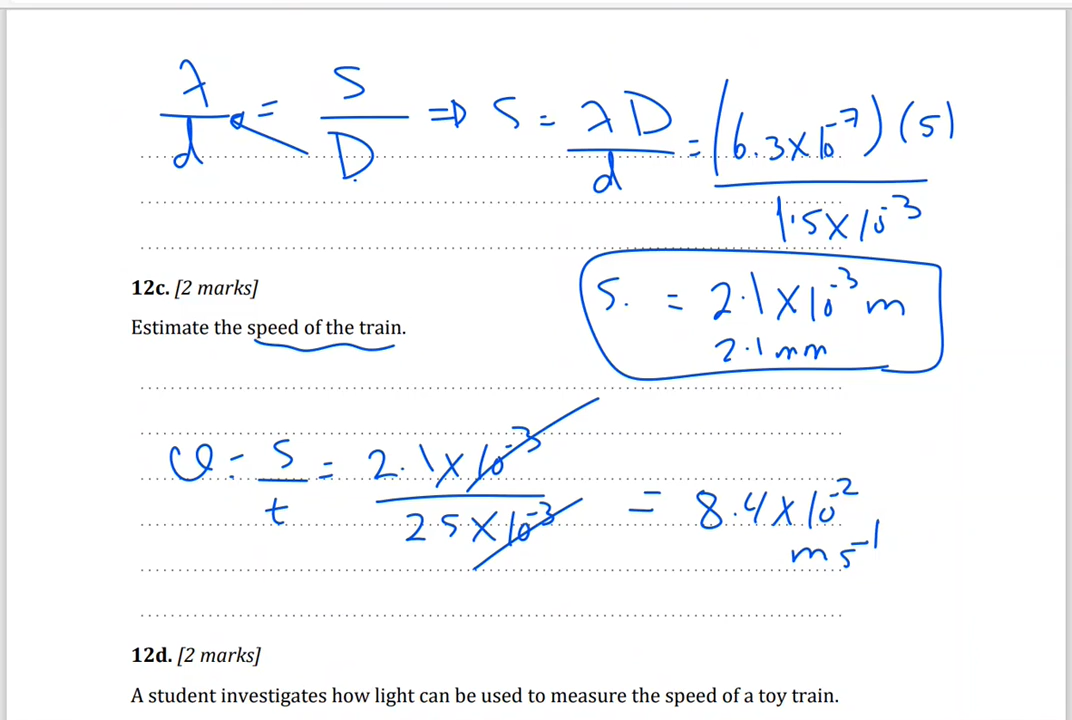 λ/d = s/D ⇒ s = λD/d = (6.3×10⁻⁷)(5)/1.5×10⁻³
12c. [2 marks]
s. = 2.1×10⁻³ m
Estimate the speed of the train.
2.1 mm
v = s/t = 2.1×10⁻³/25×10⁻³ = 8.4×10⁻² ms⁻¹
12d. [2 marks]
A student investigates how light can be used to measure the speed of a toy train.